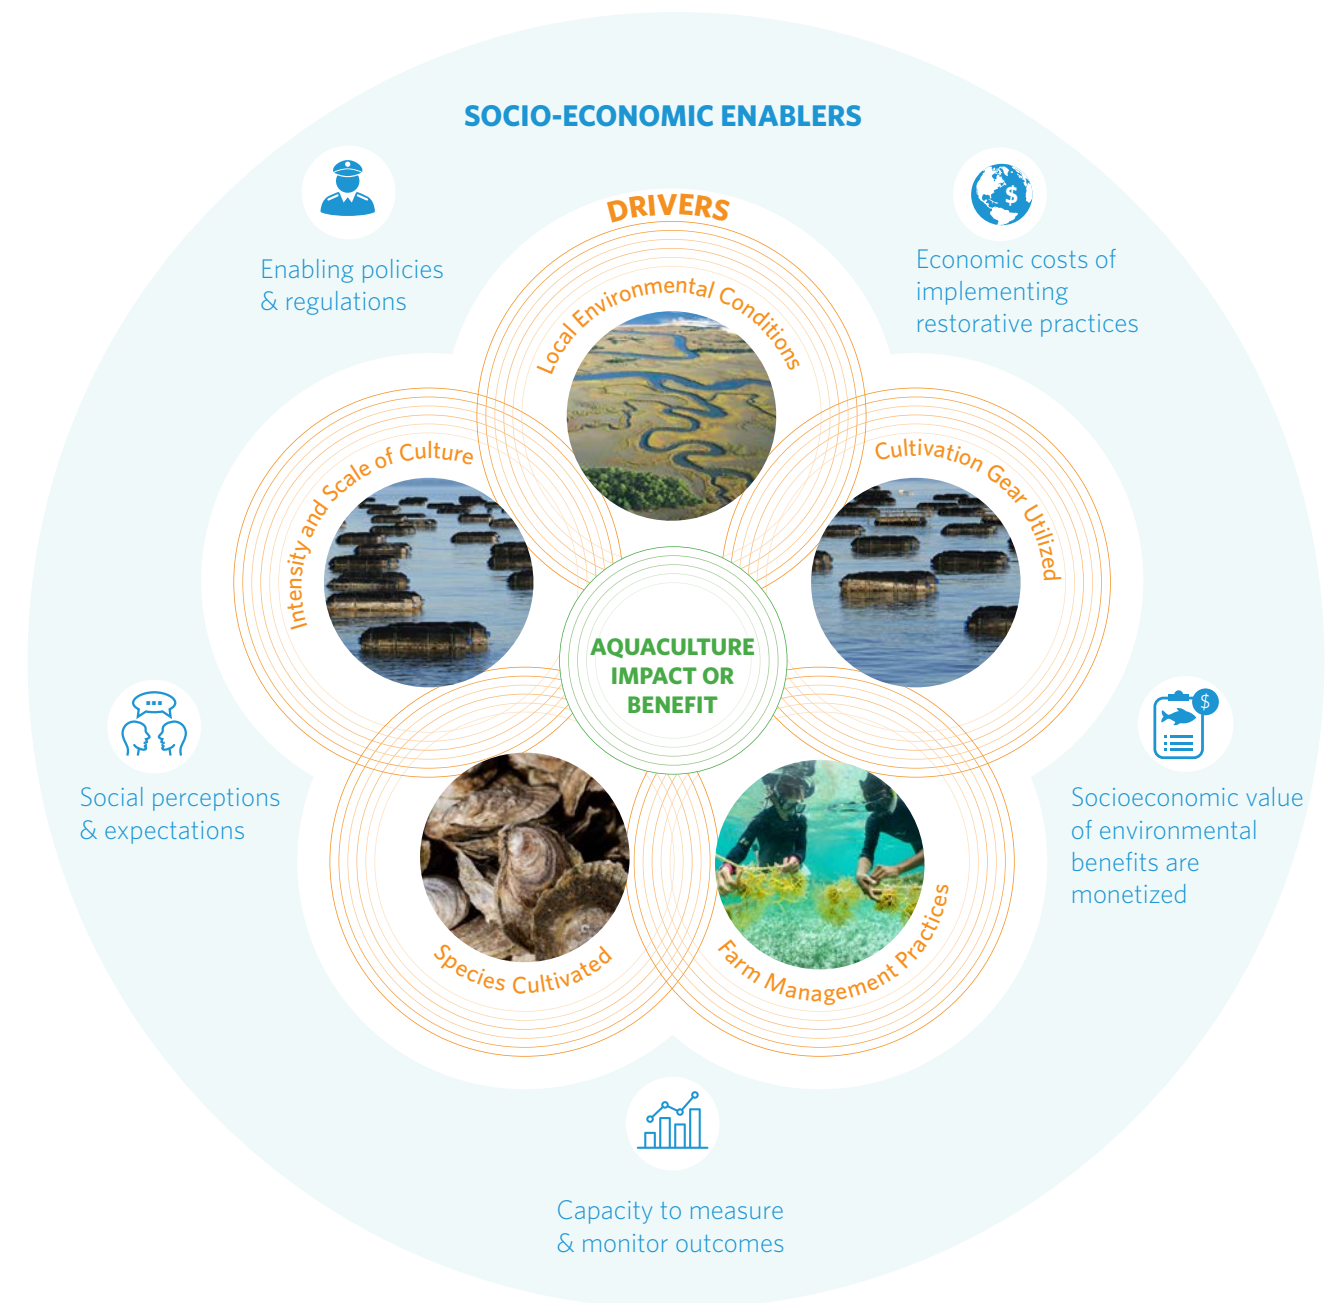 SOCIO-ECONOMIC ENABLERS
Enabling policies
& regulations
DRIVERS
$
Economic costs of
implementing
restorative practices
Local Environmental Conditions
Intensity and Scale of Culture
Cultivation Gear Utilized
AQUACULTURE
IMPACT OR
BENEFIT
Social perceptions
& expectations
$
Socioeconomic value
of environmental
benefits are
monetized
Species Cultivated
Farm Management Practices
Capacity to measure
& monitor outcomes